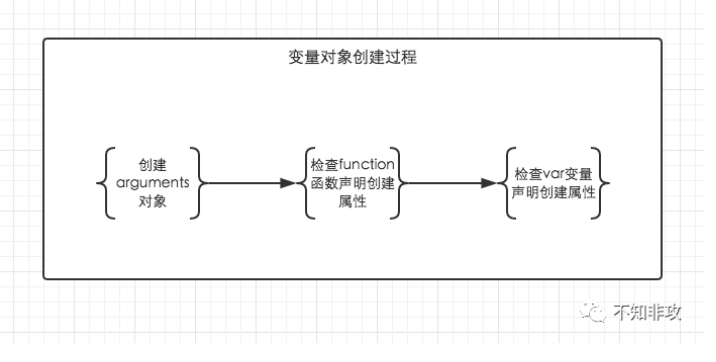 变量对象创建过程
创建
arguments
对象
检查function
函数声明创建
属性
检查var变量
声明创建属性
不知非攻